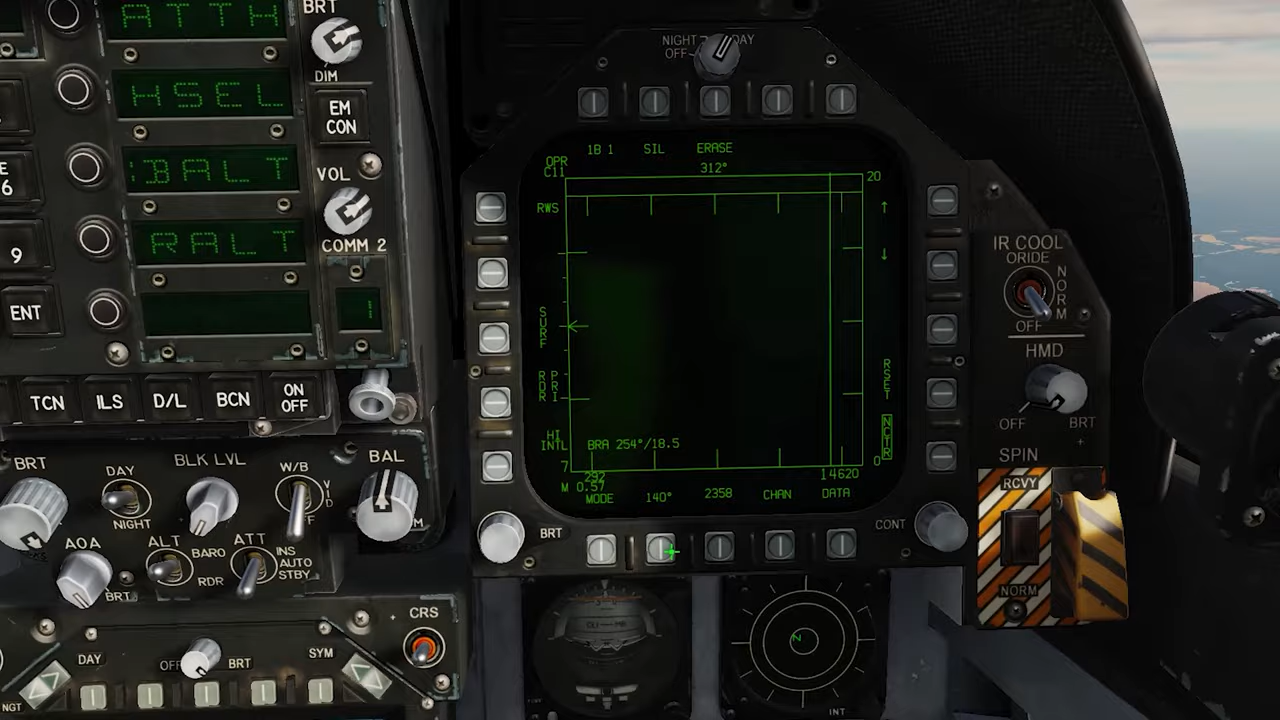 BRT
ATTH
DIM
HSEL
EM
CON
:BALT
VOL
RALT
COMM 2
6
9
ENT
TCN
ILS
D/L
BCN
ON
OFF
BRT
DAY
NIGHT
BLK LVL
W/B
BAL
AOA
BRT
ALT
BARO
RDR
ATT
INS
AUTO
STBY
CRS
DAY
OFF
BRT
SYM
NGT
NIGHT
DAY
OFF
OPR
C11
1B 1
SIL
ERASE
312°
20
RWS
SURF
RSET
NCTR
HI
INTL
BRA 254°/18.5
7
0
292
M 0.57
14620
MODE
140°
2358
CHAN
DATA
BRT
CONT
N
INT
IR COOL
ORIDE
NORM
OFF
HMD
OFF
BRT
SPIN
RCVY
NORM